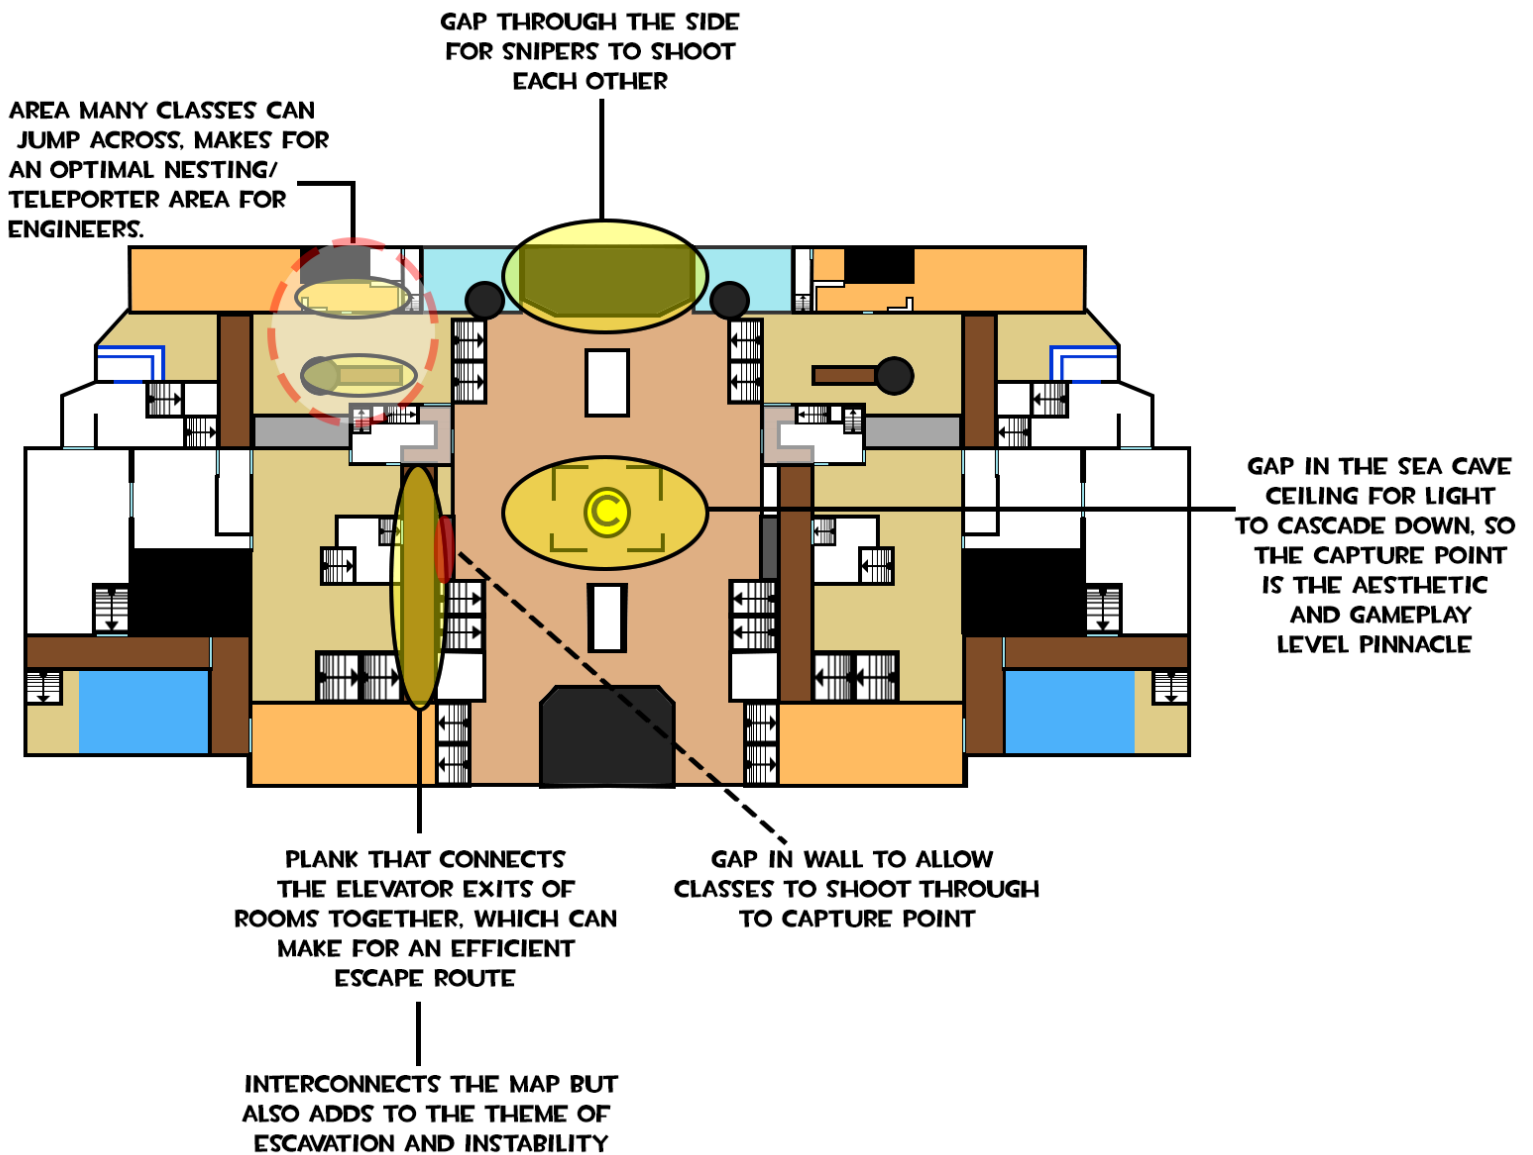 GAP THROUGH THE SIDE
FOR SNIPERS TO SHOOT
EACH OTHER
AREA MANY CLASSES CAN
JUMP ACROSS, MAKES FOR
AN OPTIMAL NESTING/
TELEPORTER AREA FOR
ENGINEERS.
C
GAP IN THE SEA CAVE
CEILING FOR LIGHT
TO CASCADE DOWN, SO
THE CAPTURE POINT
IS THE AESTHETIC
AND GAMEPLAY
LEVEL PINNACLE
PLANK THAT CONNECTS
THE ELEVATOR EXITS OF
ROOMS TOGETHER, WHICH CAN
MAKE FOR AN EFFICIENT
ESCAPE ROUTE
GAP IN WALL TO ALLOW
CLASSES TO SHOOT THROUGH
TO CAPTURE POINT
INTERCONNECTS THE MAP BUT
ALSO ADDS TO THE THEME OF
ESCAVATION AND INSTABILITY